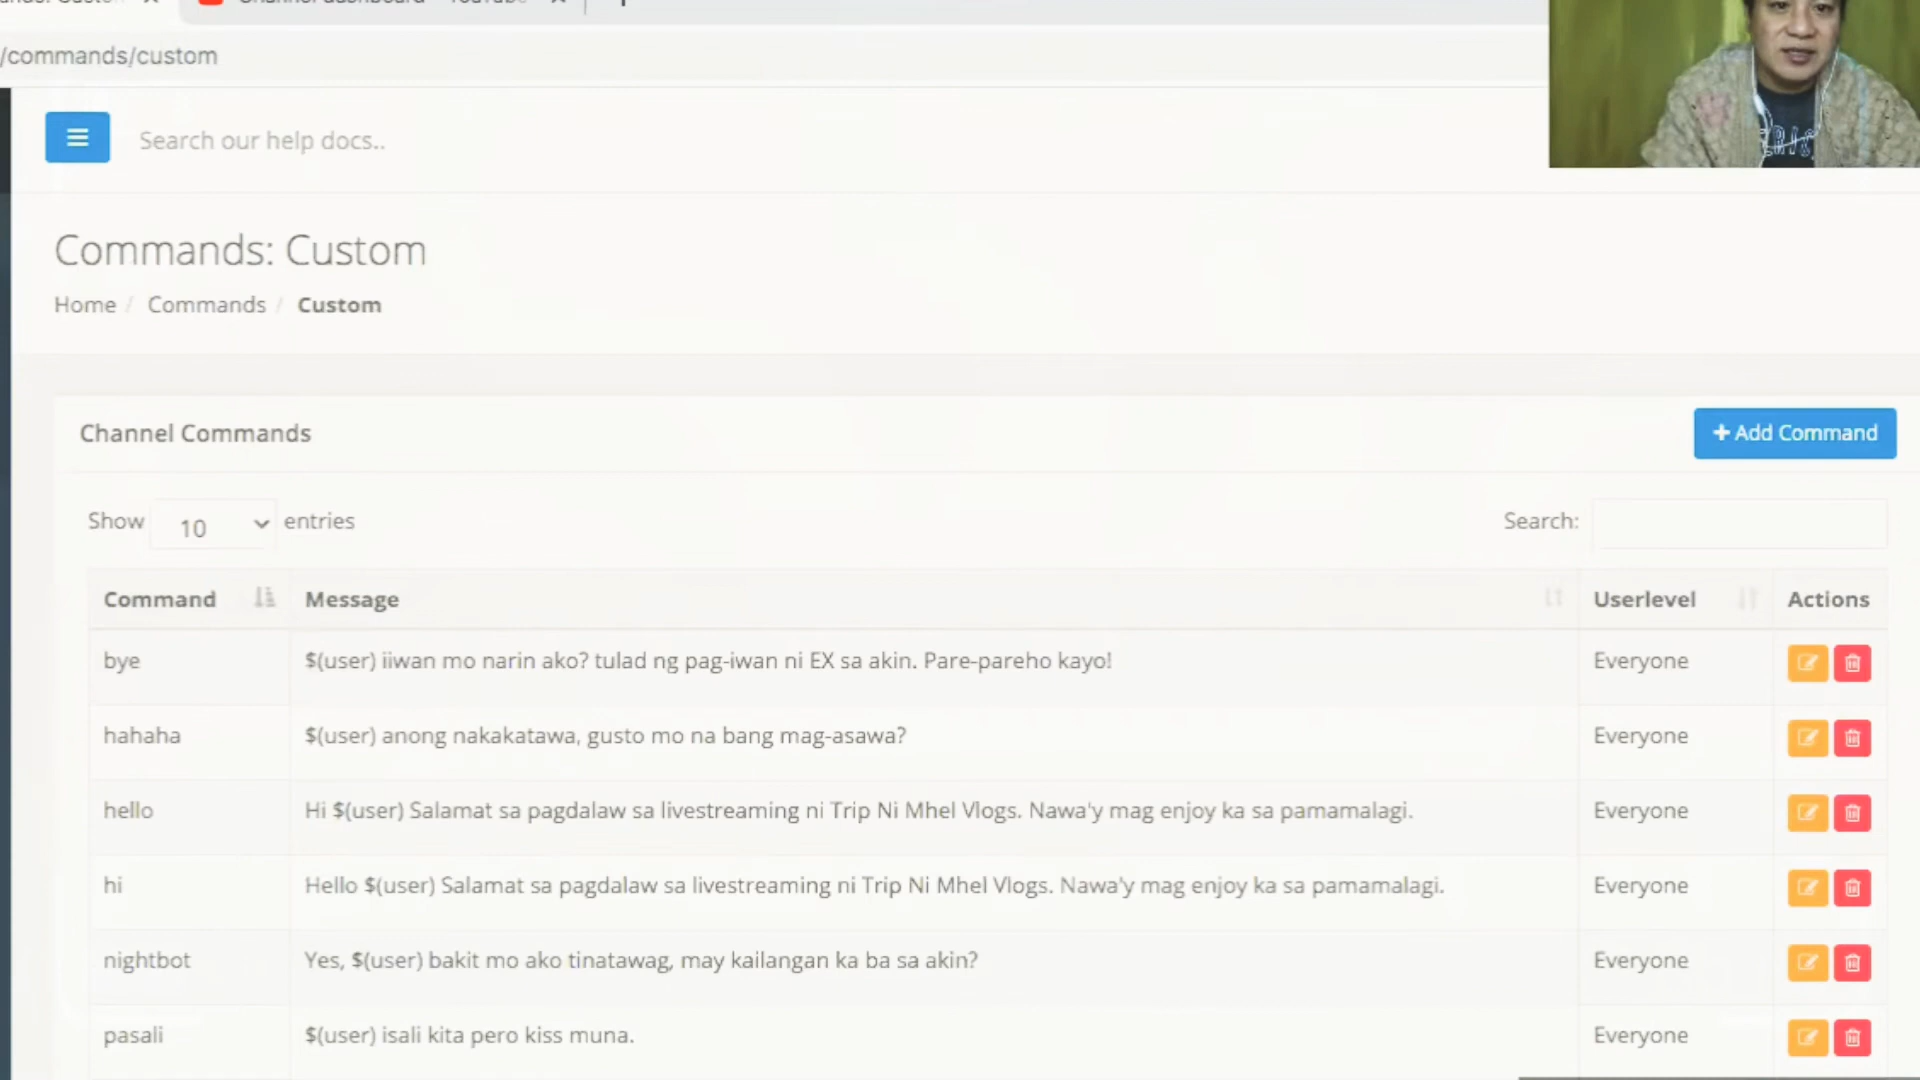 /commands/custom
Search our help docs..
Commands: Custom
Home / Commands / Custom
Channel Commands
+ Add Command
Show 10 entries
Search:
Command Message Userlevel Actions
bye $(user) iiwan mo narin ako? tulad ng pag-iwan ni EX sa akin. Pare-pareho kayo! Everyone
hahaha $(user) anong nakakatawa, gusto mo na bang mag-asawa? Everyone
hello Hi $(user) Salamat sa pagdalaw sa livestreaming ni Trip Ni Mhel Vlogs. Nawa'y mag enjoy ka sa pamamalagi. Everyone
hi Hello $(user) Salamat sa pagdalaw sa livestreaming ni Trip Ni Mhel Vlogs. Nawa'y mag enjoy ka sa pamamalagi. Everyone
nightbot Yes, $(user) bakit mo ako tinatawag, may kailangan ka ba sa akin? Everyone
pasali $(user) isali kita pero kiss muna. Everyone